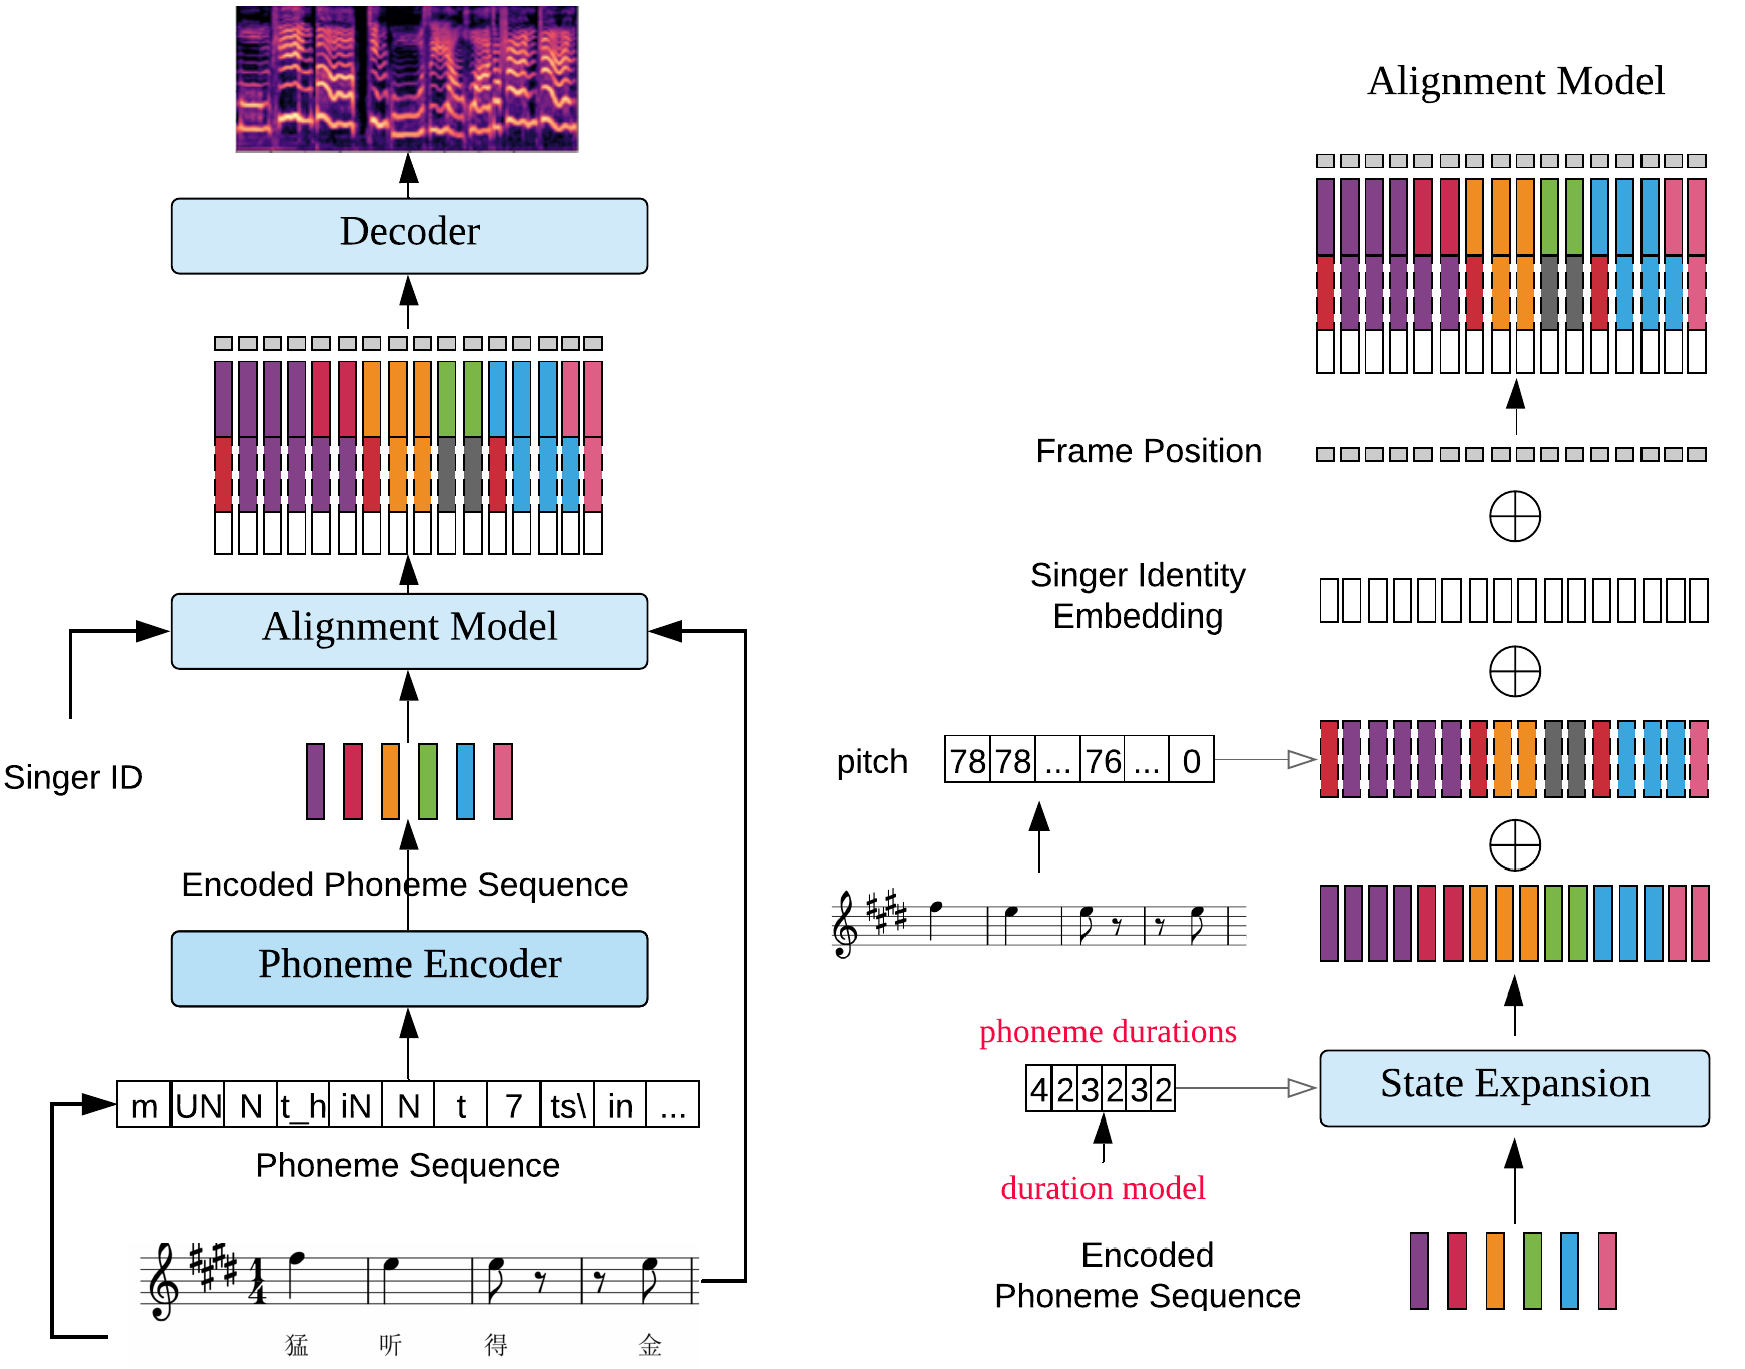 Decoder
Alignment Model
Singer ID
Encoded Phoneme Sequence
Phoneme Encoder
m UN N t_h iN N t 7 ts\ in ...
Phoneme Sequence
1
4
猛 听 得 金
Alignment Model
Frame Position
Singer Identity
Embedding
pitch 78 78 ... 76 ... 0
phoneme durations
4 2 3 2 3 2
State Expansion
duration model
Encoded
Phoneme Sequence